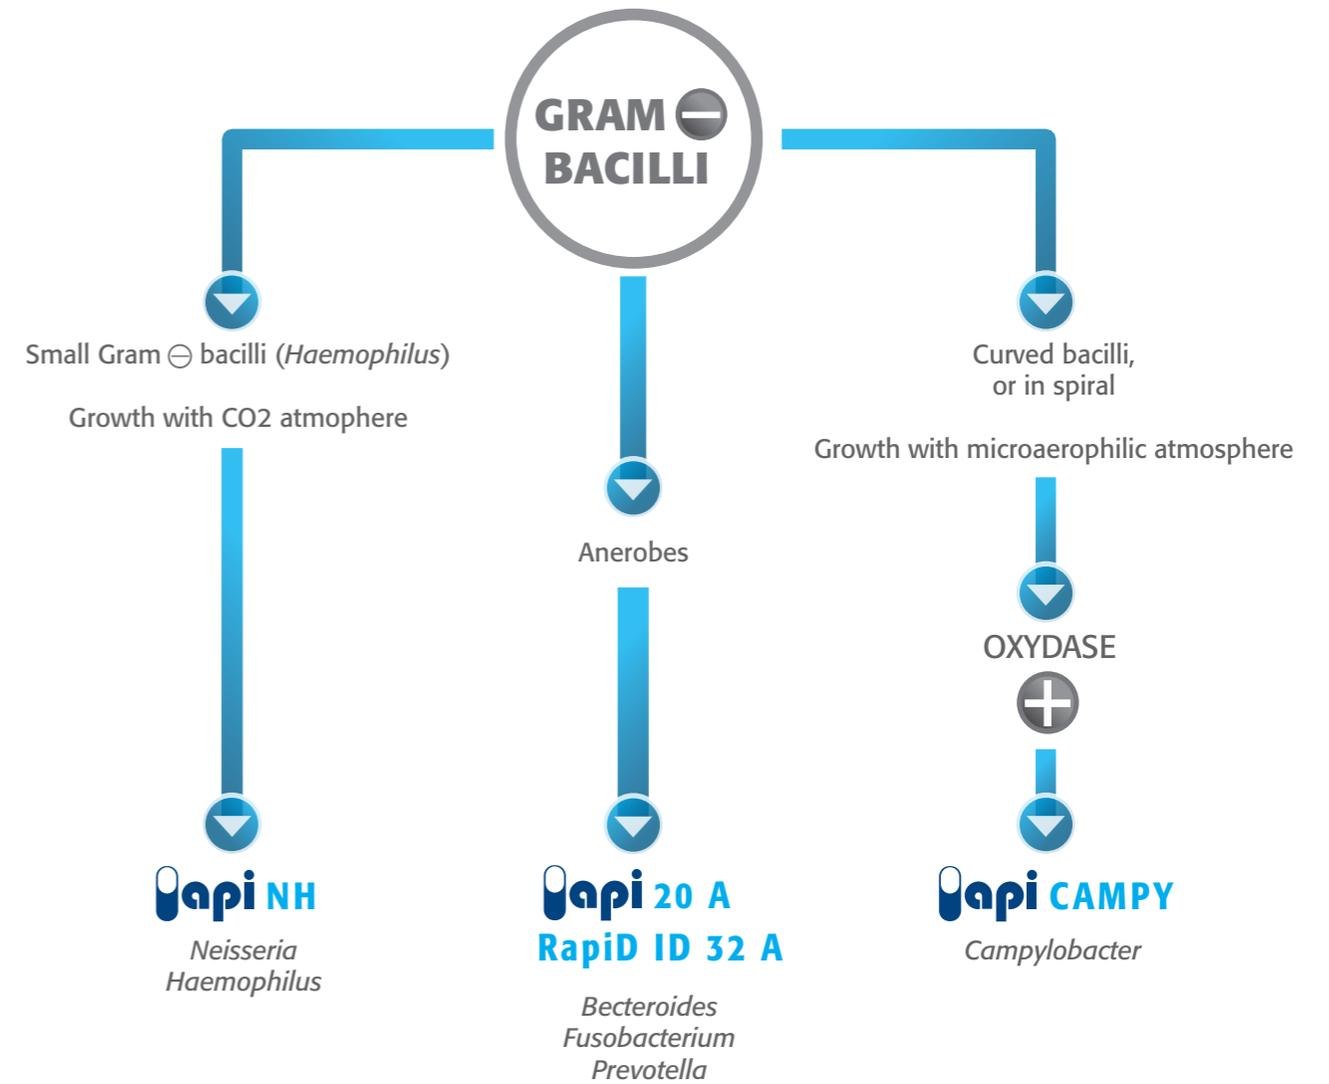 GRAM ⊖
BACILLI
Small Gram ⊖ bacilli (Haemophilus)
Growth with CO2 atmophere
Anerobes
Curved bacilli,
or in spiral
Growth with microaerophilic atmosphere
OXYDASE
+
api NH
Neisseria
Haemophilus
api 20 A
RapiD ID 32 A
Becteroides
Fusobacterium
Prevotella
api CAMPY
Campylobacter